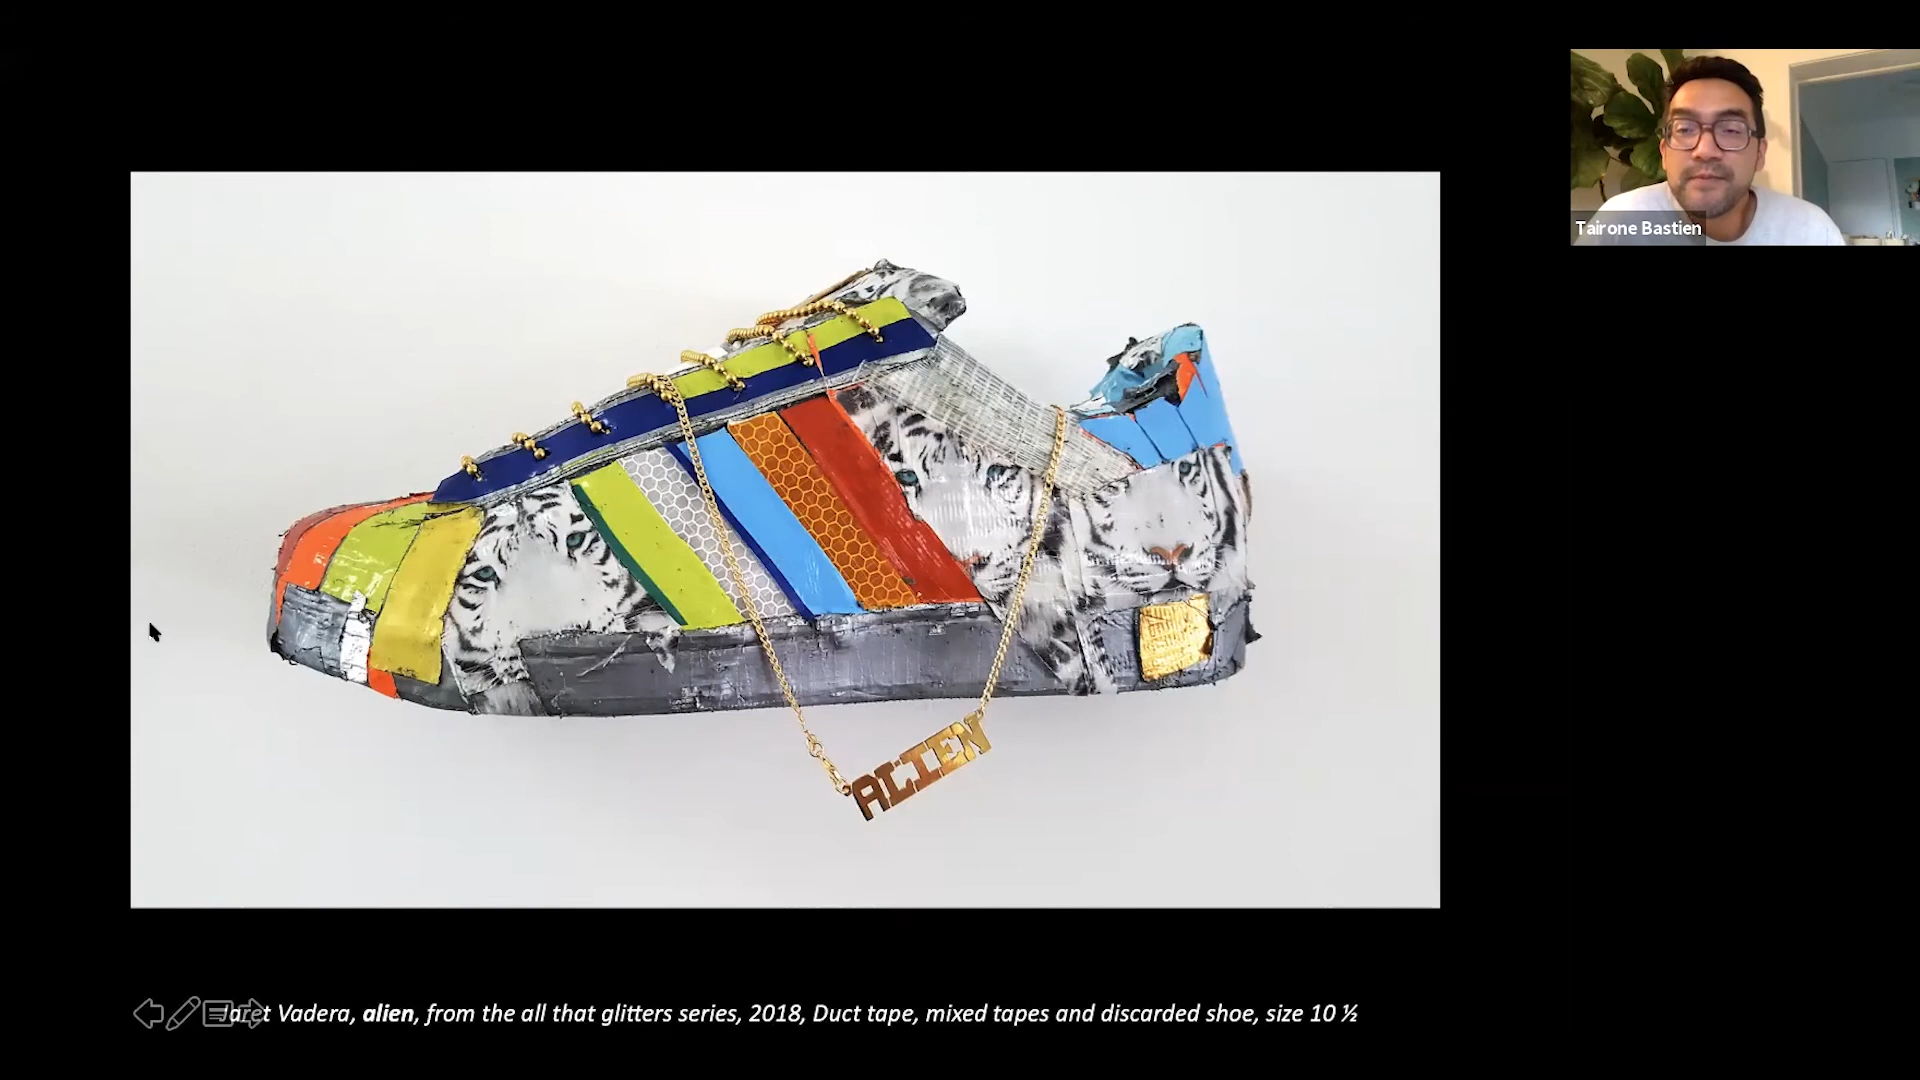 Tairone Bastien
ALIEN
Jaret Vadera, alien, from the all that glitters series, 2018, Duct tape, mixed tapes and discarded shoe, size 10 ½